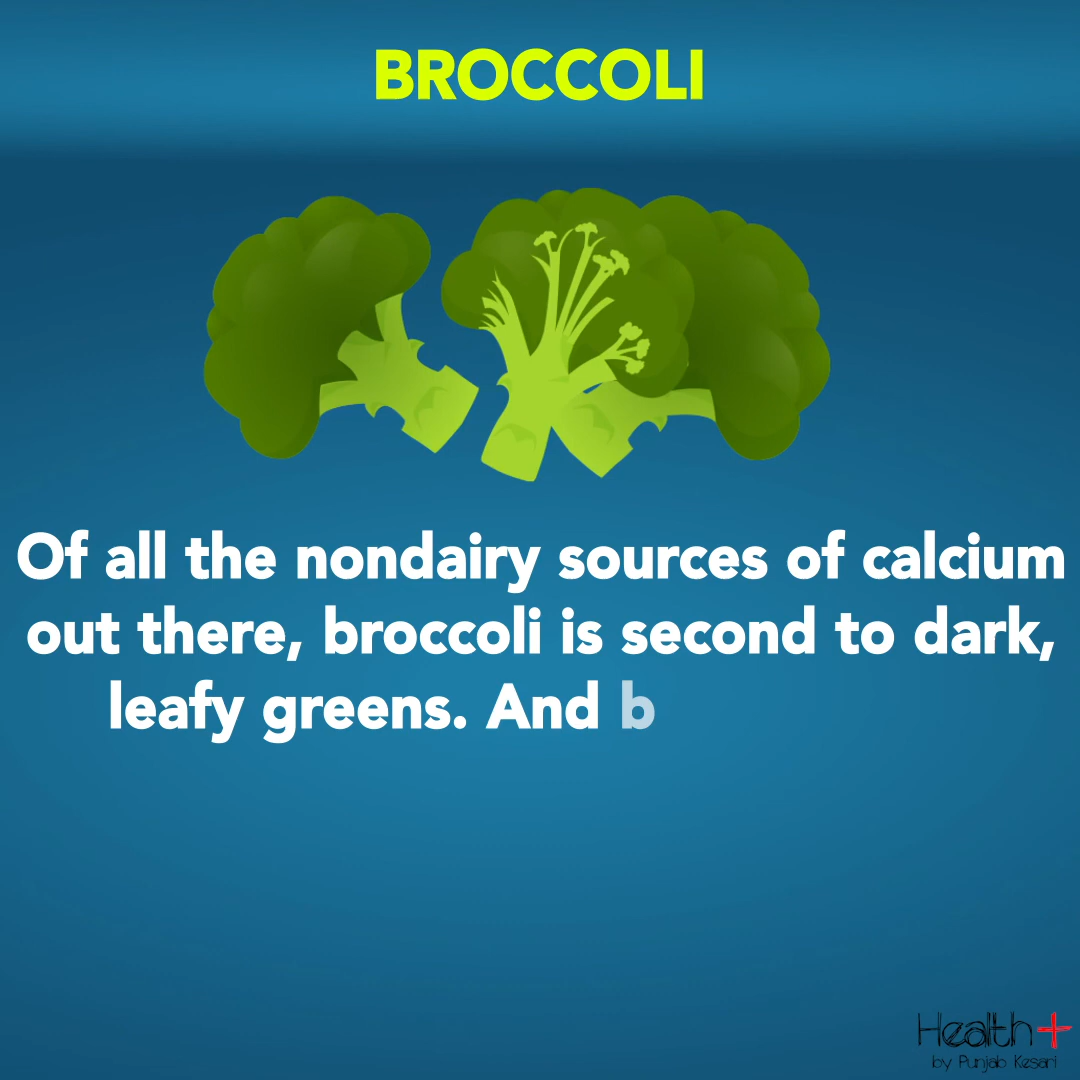 BROCCOLI
Of all the nondairy sources of calcium
out there, broccoli is second to dark,
leafy greens. And b
Health+
by Punjab Kesari